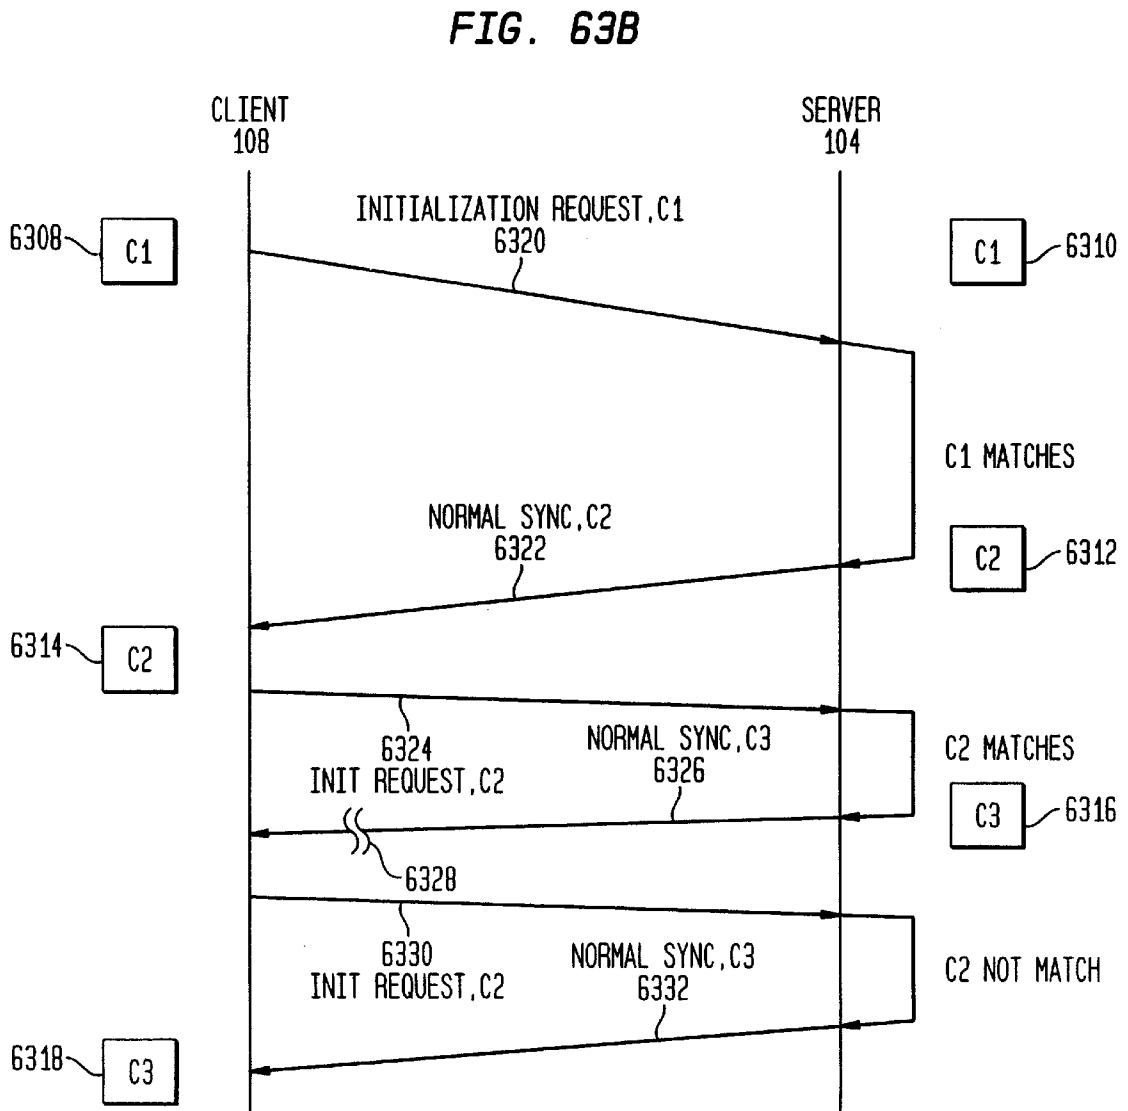 FIG. 63B
CLIENT
108
SERVER
104
INITIALIZATION REQUEST,C1
6320
6308
C1
C1
6310
C1 MATCHES
NORMAL SYNC,C2
6322
C2
6312
6314
C2
6324
INIT REQUEST,C2
NORMAL SYNC,C3
6326
C2 MATCHES
C3
6316
6328
6330
INIT REQUEST,C2
NORMAL SYNC,C3
6332
C2 NOT MATCH
6318
C3